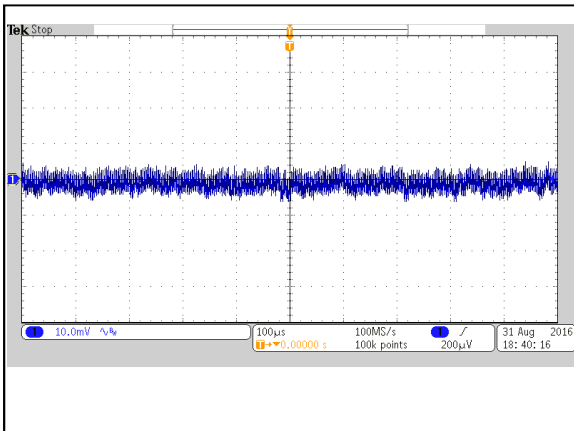 Tek Stop
T
T
1
1 10.0mV
100µs 100MS/s 1
T→▼0.00000 s 100k points 200µV
31 Aug 2016
18:40:16